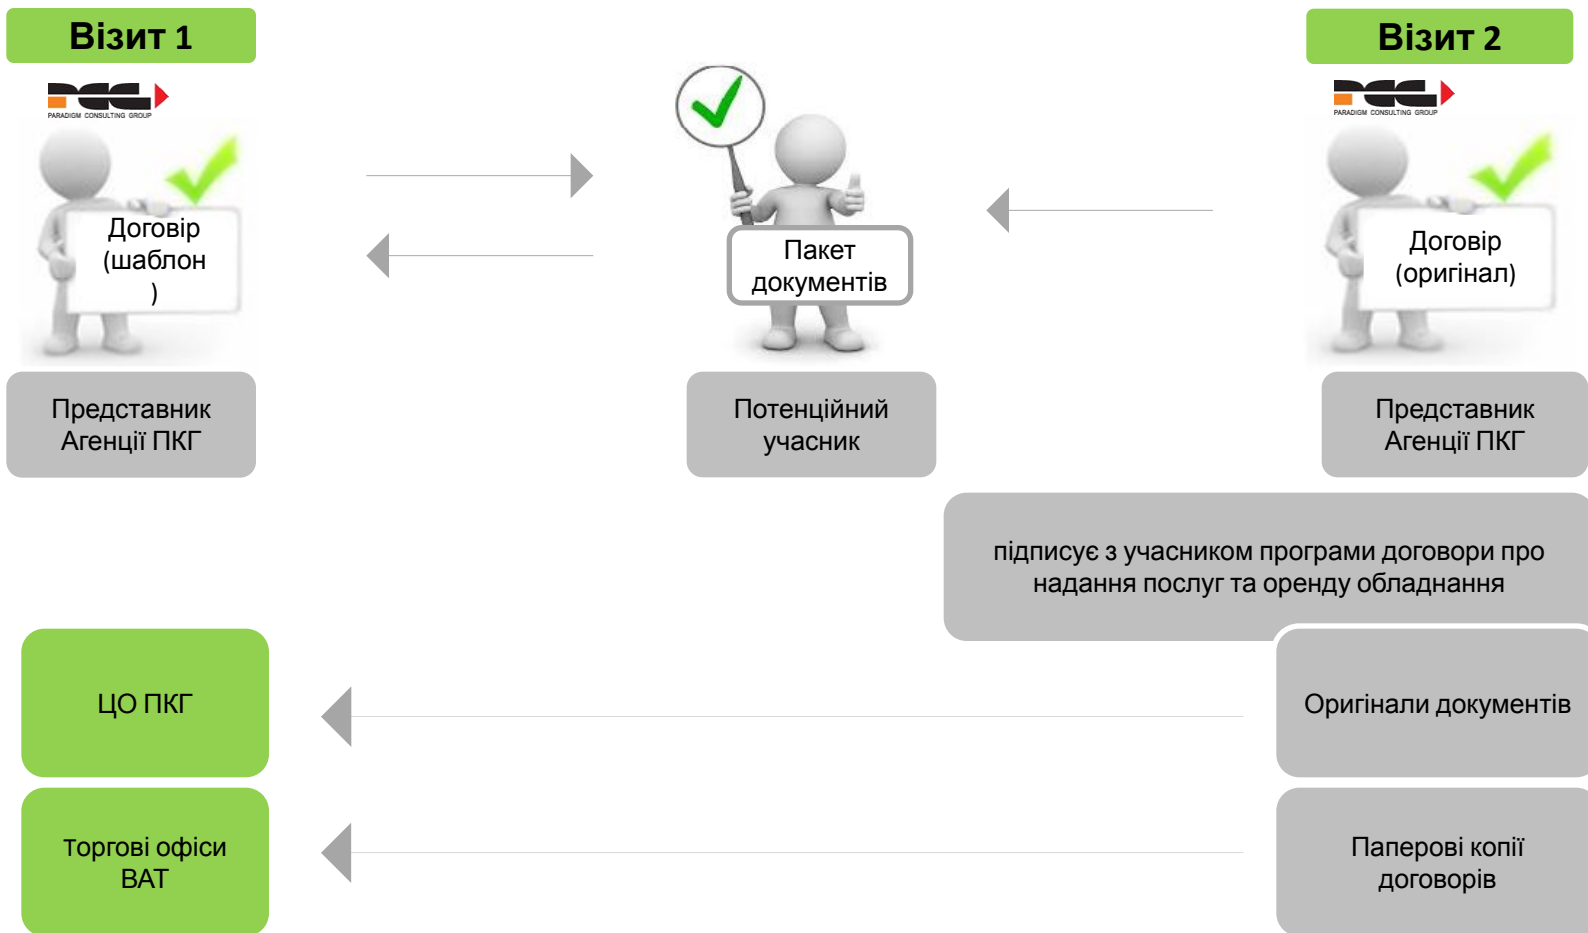 Візит 1
Візит 2
PARADIGM CONSULTING GROUP
PARADIGM CONSULTING GROUP
Договір
(шаблон
)
Пакет
документів
Договір
(оригінал)
Представник
Агенції ПКГ
Потенційний
учасник
Представник
Агенції ПКГ
підписує з учасником програми договори про
надання послуг та оренду обладнання
ЦО ПКГ
Оригінали документів
Торгові офіси
ВАТ
Паперові копії
договорів